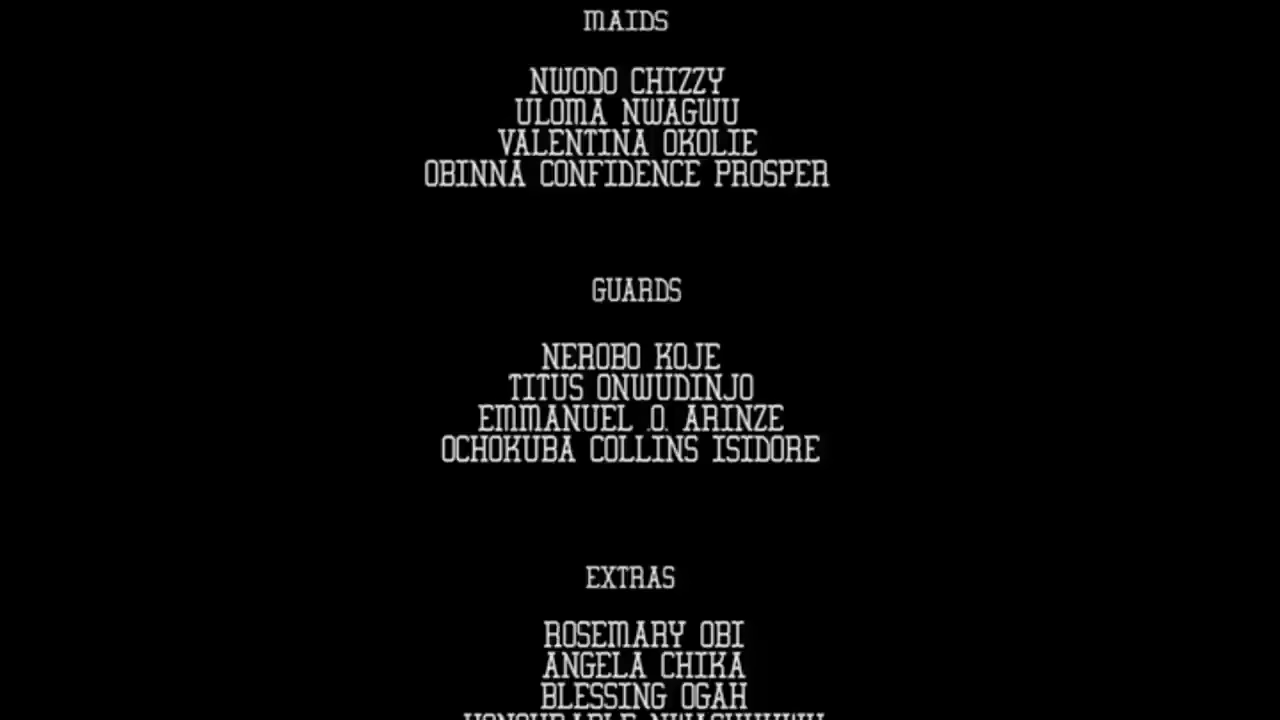 MAIDS
NWODO CHIZZY
ULOMA NWAGWU
VALENTINA OKOLIE
OBINNA CONFIDENCE PROSPER
GUARDS
NEROBO KOJE
TITUS ONWUDINJO
EMMANUEL .O. ARINZE
OCHOKUBA COLLINS ISIDORE
EXTRAS
ROSEMARY OBI
ANGELA CHIKA
BLESSING OGAH
HONOURABLE